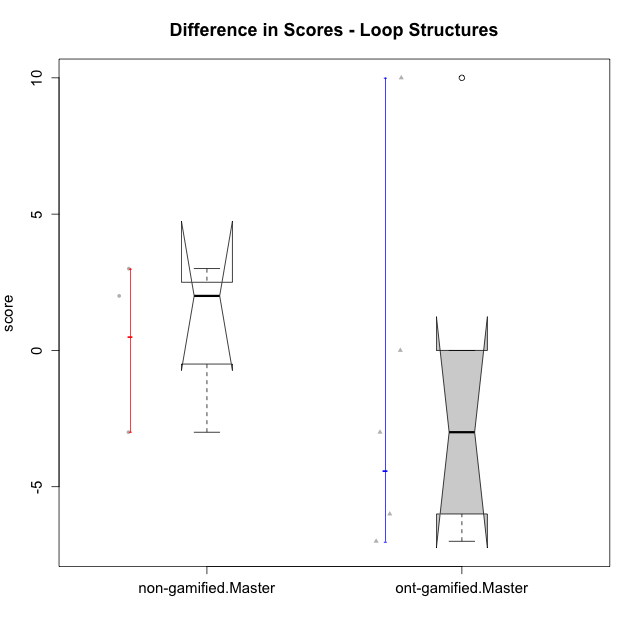 Difference in Scores - Loop Structures
score
10
5
0
-5
non-gamified.Master
ont-gamified.Master